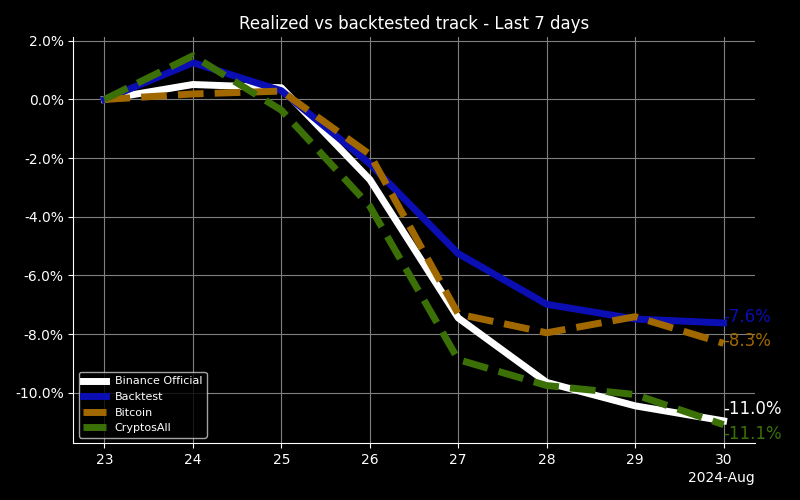 Realized vs backtested track - Last 7 days
2.0%
0.0%
-2.0%
-4.0%
-6.0%
-8.0%
-10.0%
-7.6%
-8.3%
-11.0%
-11.1%
Binance Official
Backtest
Bitcoin
CryptosAll
23 24 25 26 27 28 29 30
2024-Aug